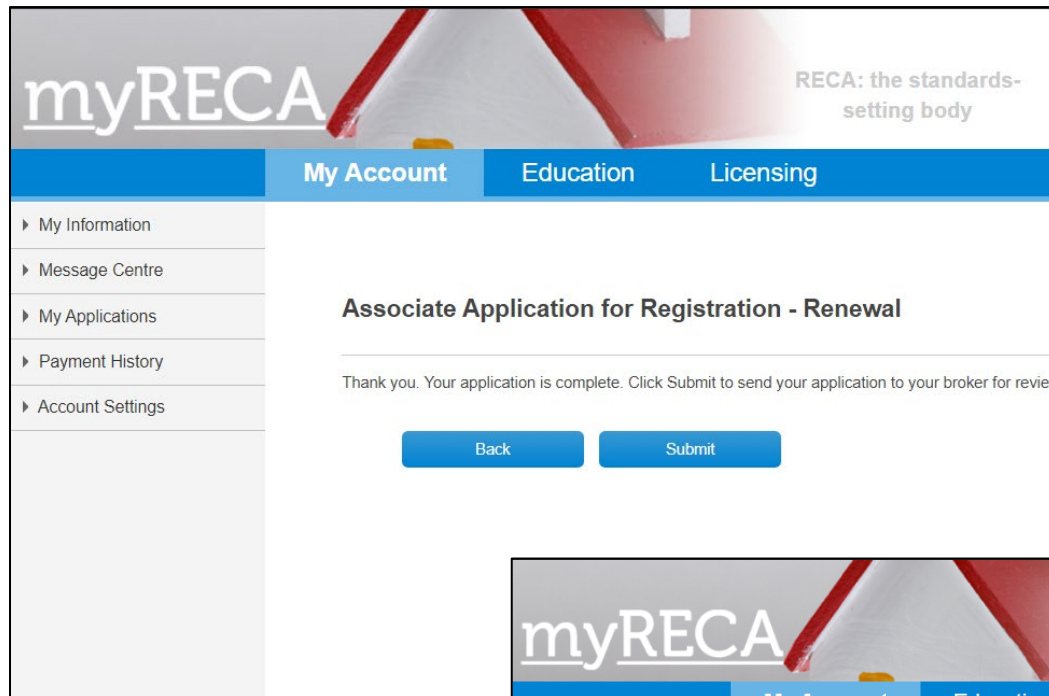 myRECA
RECA: the standards-
setting body
My Account Education Licensing
My Information
Message Centre
My Applications
Payment History
Account Settings
Associate Application for Registration - Renewal
Thank you. Your application is complete. Click Submit to send your application to your broker for revie
Back Submit
myRECA